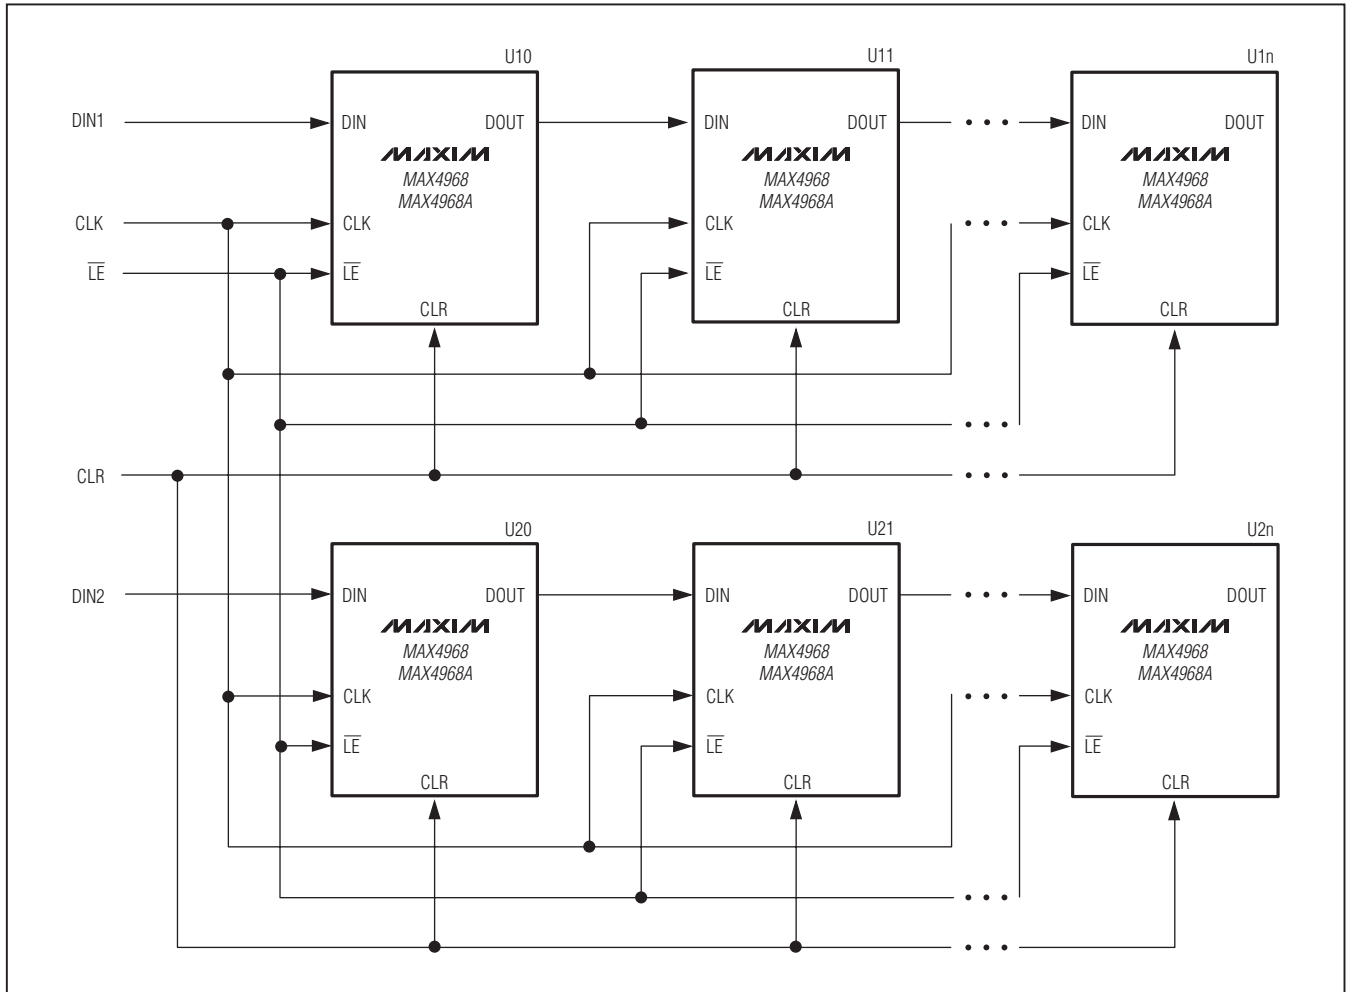 U10 U11 U1n
DIN1 DIN DOUT DIN DOUT DIN DOUT
MAXIM MAXIM MAXIM
MAX4968 MAX4968 MAX4968
MAX4968A MAX4968A MAX4968A
CLK CLK CLK CLK
LE LE LE LE
CLR CLR CLR
CLR
U20 U21 U2n
DIN2 DIN DOUT DIN DOUT DIN DOUT
MAXIM MAXIM MAXIM
MAX4968 MAX4968 MAX4968
MAX4968A MAX4968A MAX4968A
CLK CLK CLK
LE LE LE
CLR CLR CLR